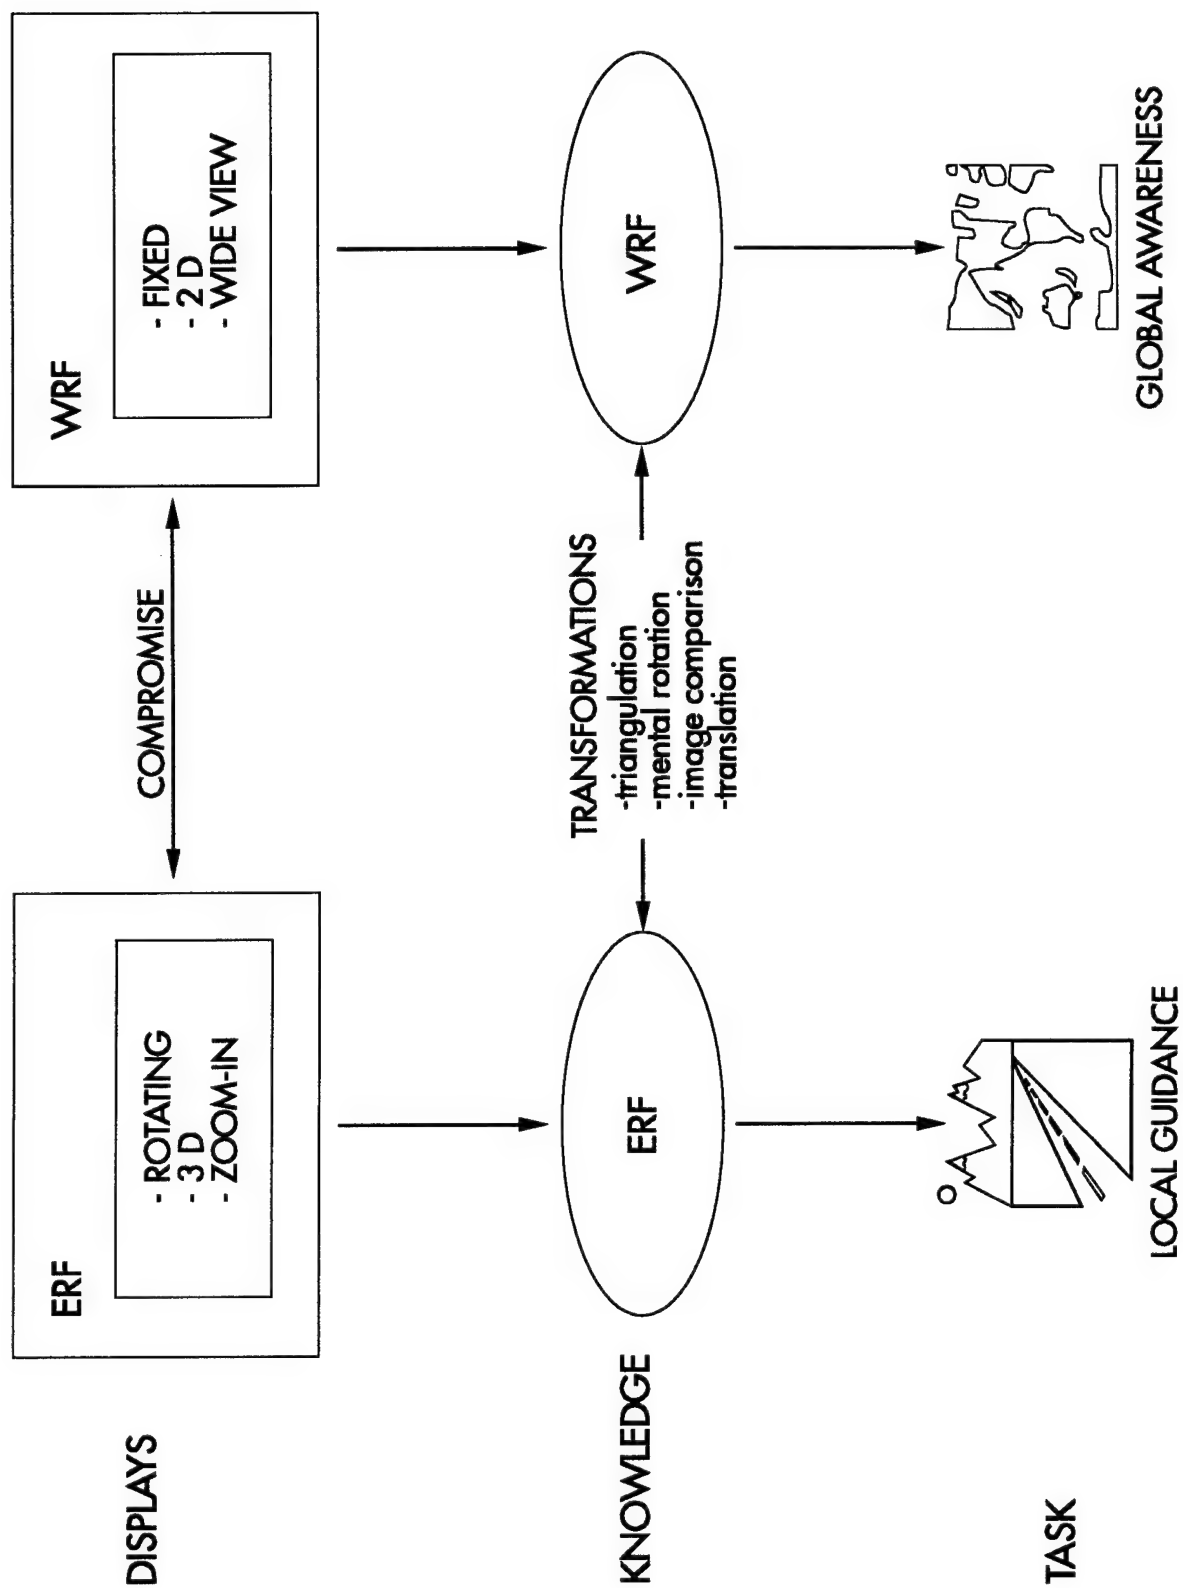 DISPLAYS
ERF
- ROTATING
- 3 D
- ZOOM-IN
COMPROMISE
WRF
- FIXED
- 2 D
- WIDE VIEW
KNOWLEDGE
ERF
TRANSFORMATIONS
-triangulation
-mental rotation
-image comparison
-translation
WRF
TASK
LOCAL GUIDANCE
GLOBAL AWARENESS